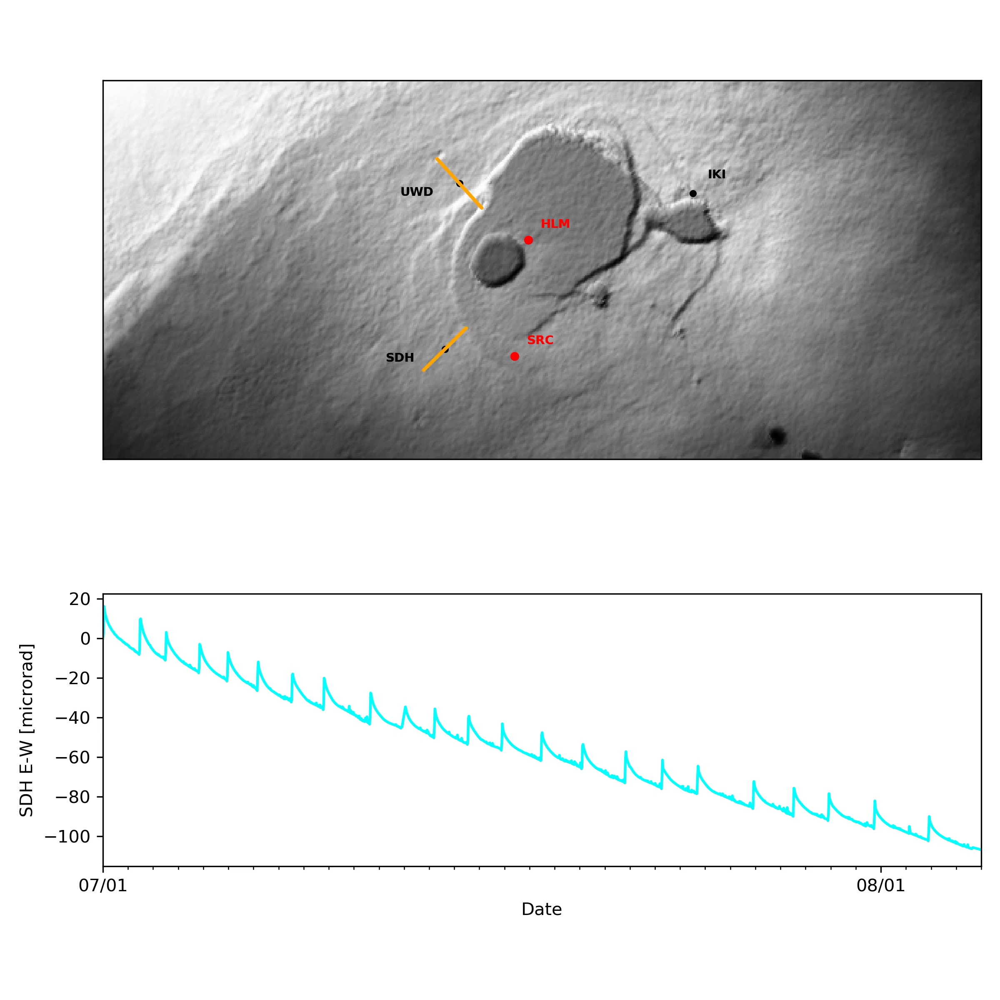 IKI
UWD
HLM
SRC
SDH
20
0
−20
−40
−60
−80
−100
SDH E-W [microrad]
07/01
08/01
Date